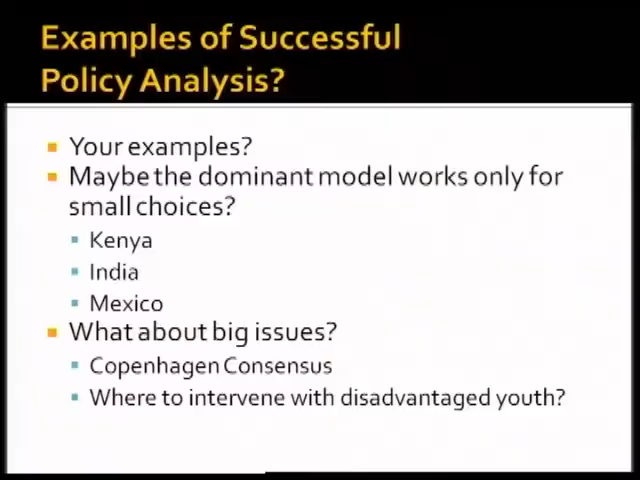 Examples of Successful
Policy Analysis?
Your examples?
Maybe the dominant model works only for
small choices?
Kenya
India
Mexico
What about big issues?
Copenhagen Consensus
Where to intervene with disadvantaged youth?